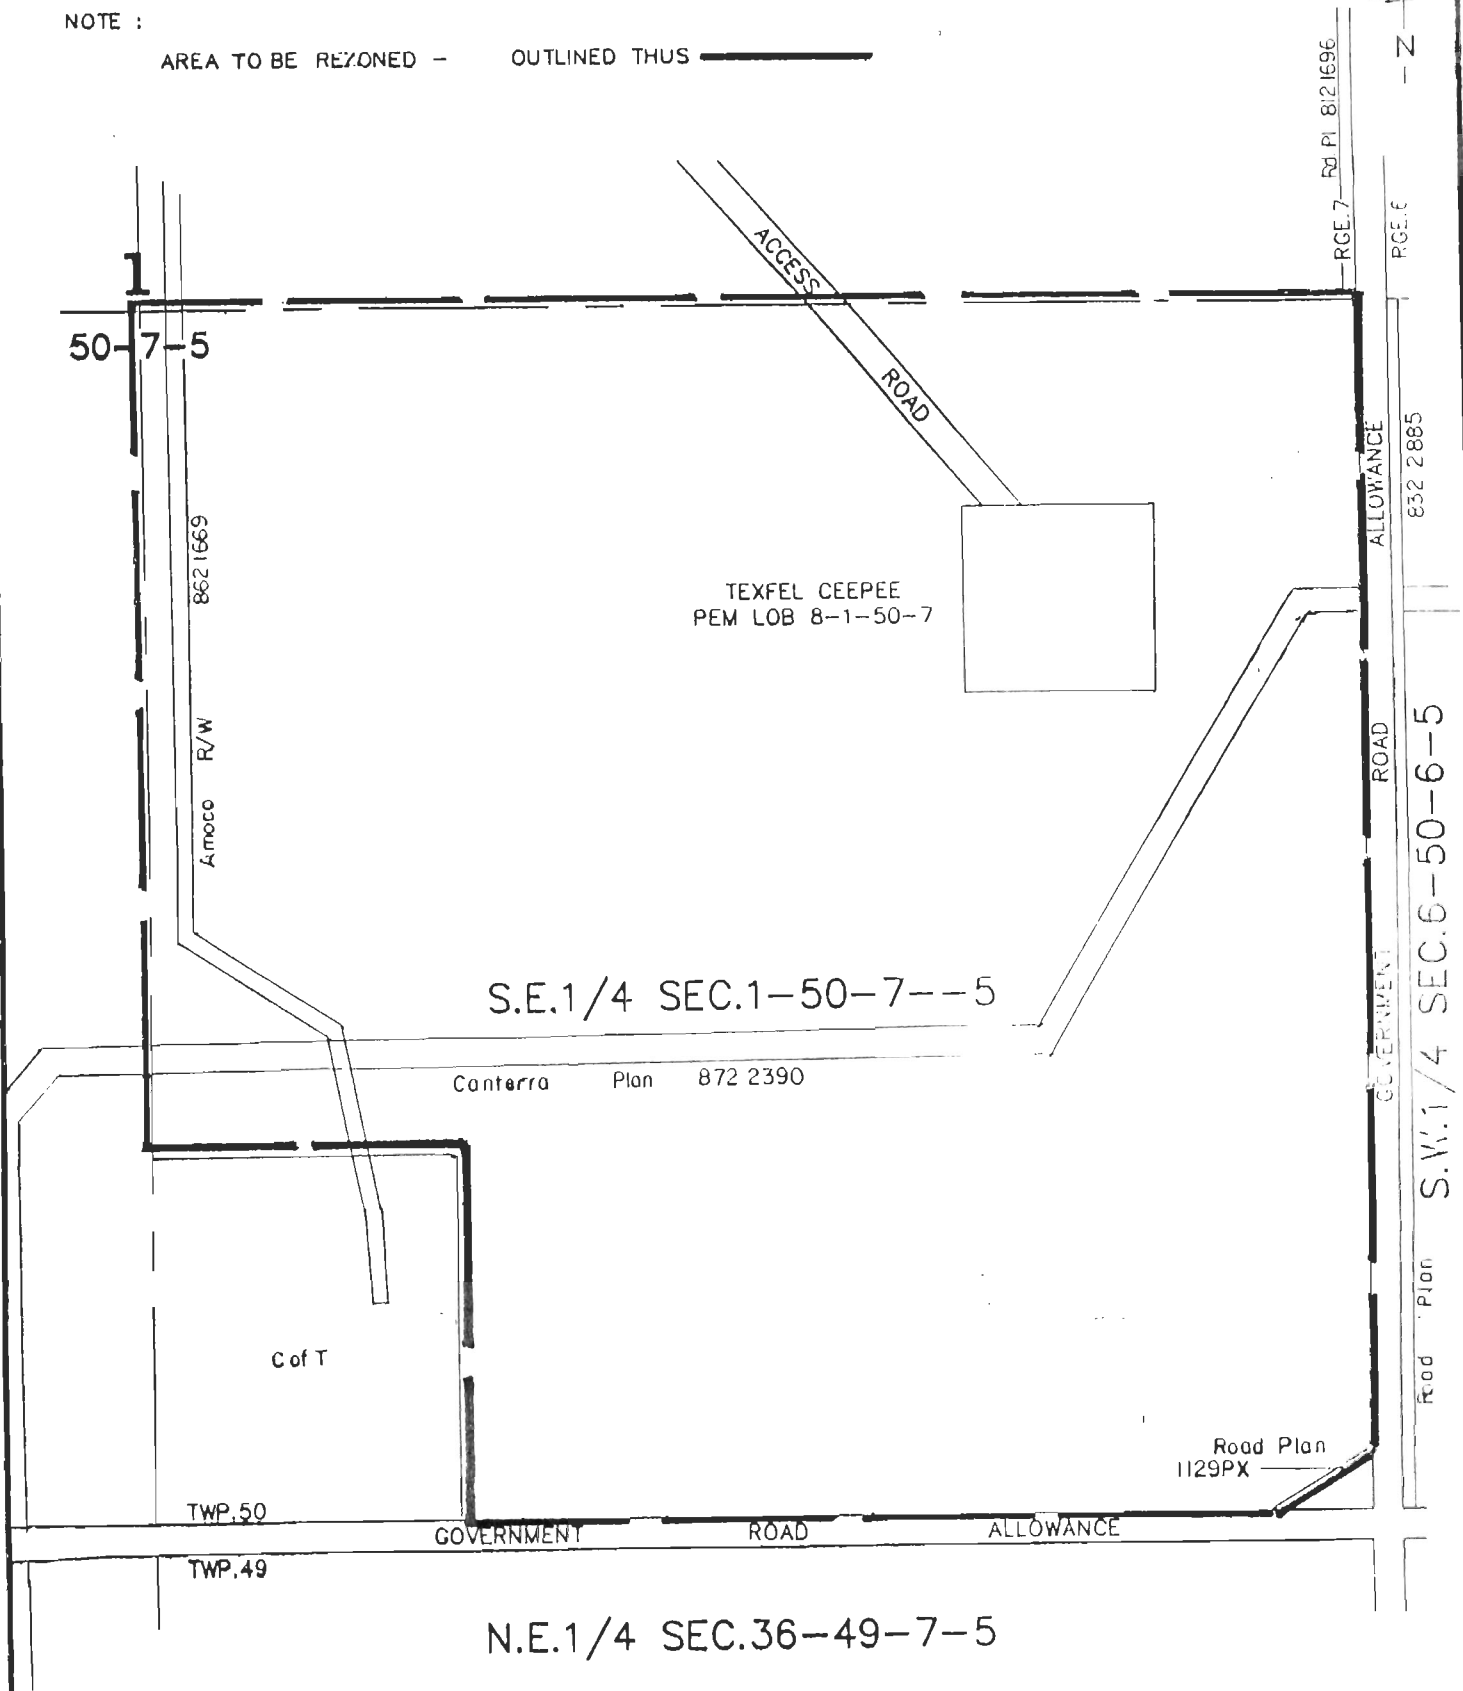 NOTE :
AREA TO BE REZONED - OUTLINED THUS
-N-
Rd. Pl 812 1696
RGE.7
RGE.6
ACCESS
ROAD
1
50-7-5
862 1669
Amoco R/W
TEXFEL CEEPEE
PEM LOB 8-1-50-7
ALLOWANCE
ROAD
GOVERNMENT
832 2885
Road Plan
S.W.1/4 SEC.6-50-6-5
S.E.1/4 SEC.1-50-7--5
Canterra Plan 872 2390
C of T
Road Plan
1129PX
TWP.50
GOVERNMENT ROAD ALLOWANCE
TWP.49
N.E.1/4 SEC.36-49-7-5